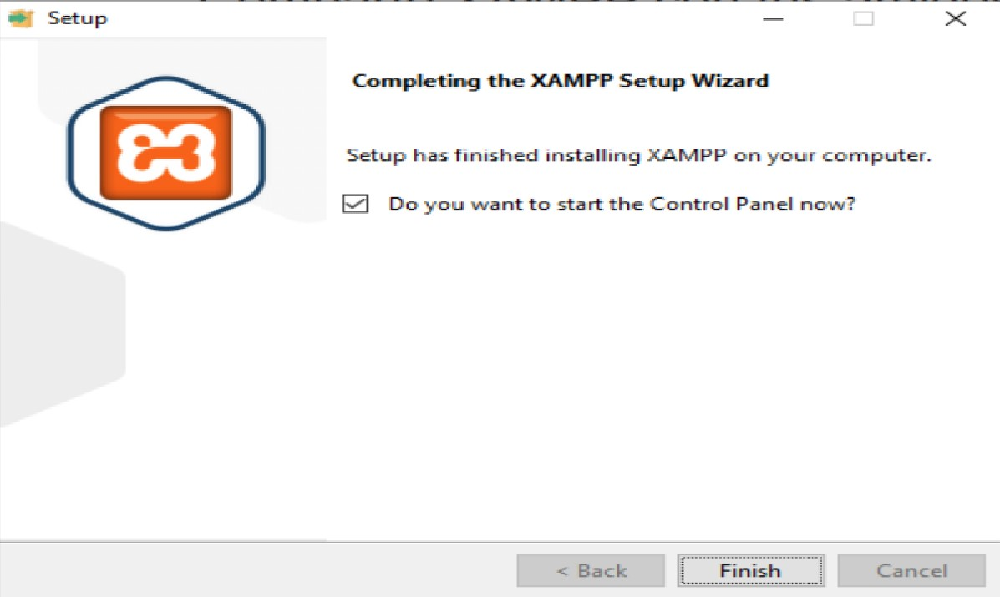 Setup
Completing the XAMPP Setup Wizard
Setup has finished installing XAMPP on your computer.
Do you want to start the Control Panel now?
< Back
Finish
Cancel